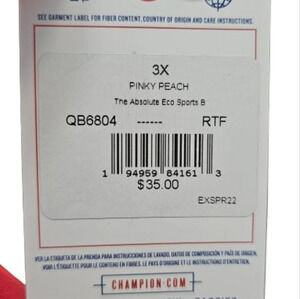 SEE GARMENT LABEL FOR FIBER CONTENT, COUNTRY OF ORIGIN AND CARE INSTRUCTIONS.
3X
PINKY PEACH
The Absolute Eco Sports B
QB6804 ------ RTF
1 94959 84161 3
$35.00
EXSPR22
VER LA ETIQUETA DE LA PRENDA PARA INSTRUCCIONES DE LAVADO, DATOS DE COMPOSICIÓN Y PAÍS DE ORIGEN.
VOIR L'ÉTIQUETTE POUR LE CONTENU EN FIBRES, LE PAYS D'ORIGINE ET LES INSTRUCTIONS D'ENTRETIEN.
CHAMPION·COM